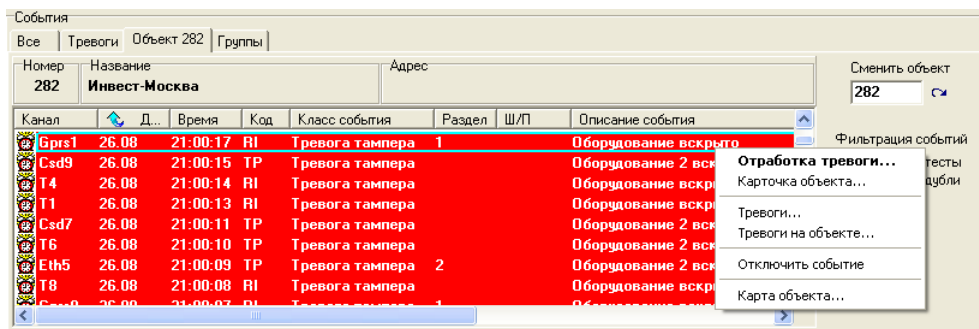 События
Все Тревоги Объект 282 Группы
Номер Название Адрес Сменить объект
282 Инвест-Москва 282
Канал Д... Время Код Класс события Раздел Ш/П Описание события
Фильтрация событий
Gprs1 26.08 21:00:17 RI Тревога тампера 1 Оборудование вскрыто
Csd9 26.08 21:00:15 TP Тревога тампера Оборудование 2 вск Отработка тревоги... тесты
T4 26.08 21:00:14 RI Тревога тампера Оборудование вскры Карточка объекта... дубли
T1 26.08 21:00:13 RI Тревога тампера Оборудование вскры
Csd7 26.08 21:00:11 TP Тревога тампера Оборудование 2 вск Тревоги...
T6 26.08 21:00:10 TP Тревога тампера Оборудование 2 вск Тревоги на объекте...
Eth5 26.08 21:00:09 TP Тревога тампера 2 Оборудование 2 вск Отключить событие
T8 26.08 21:00:08 RI Тревога тампера Оборудование вскры
Карта объекта...